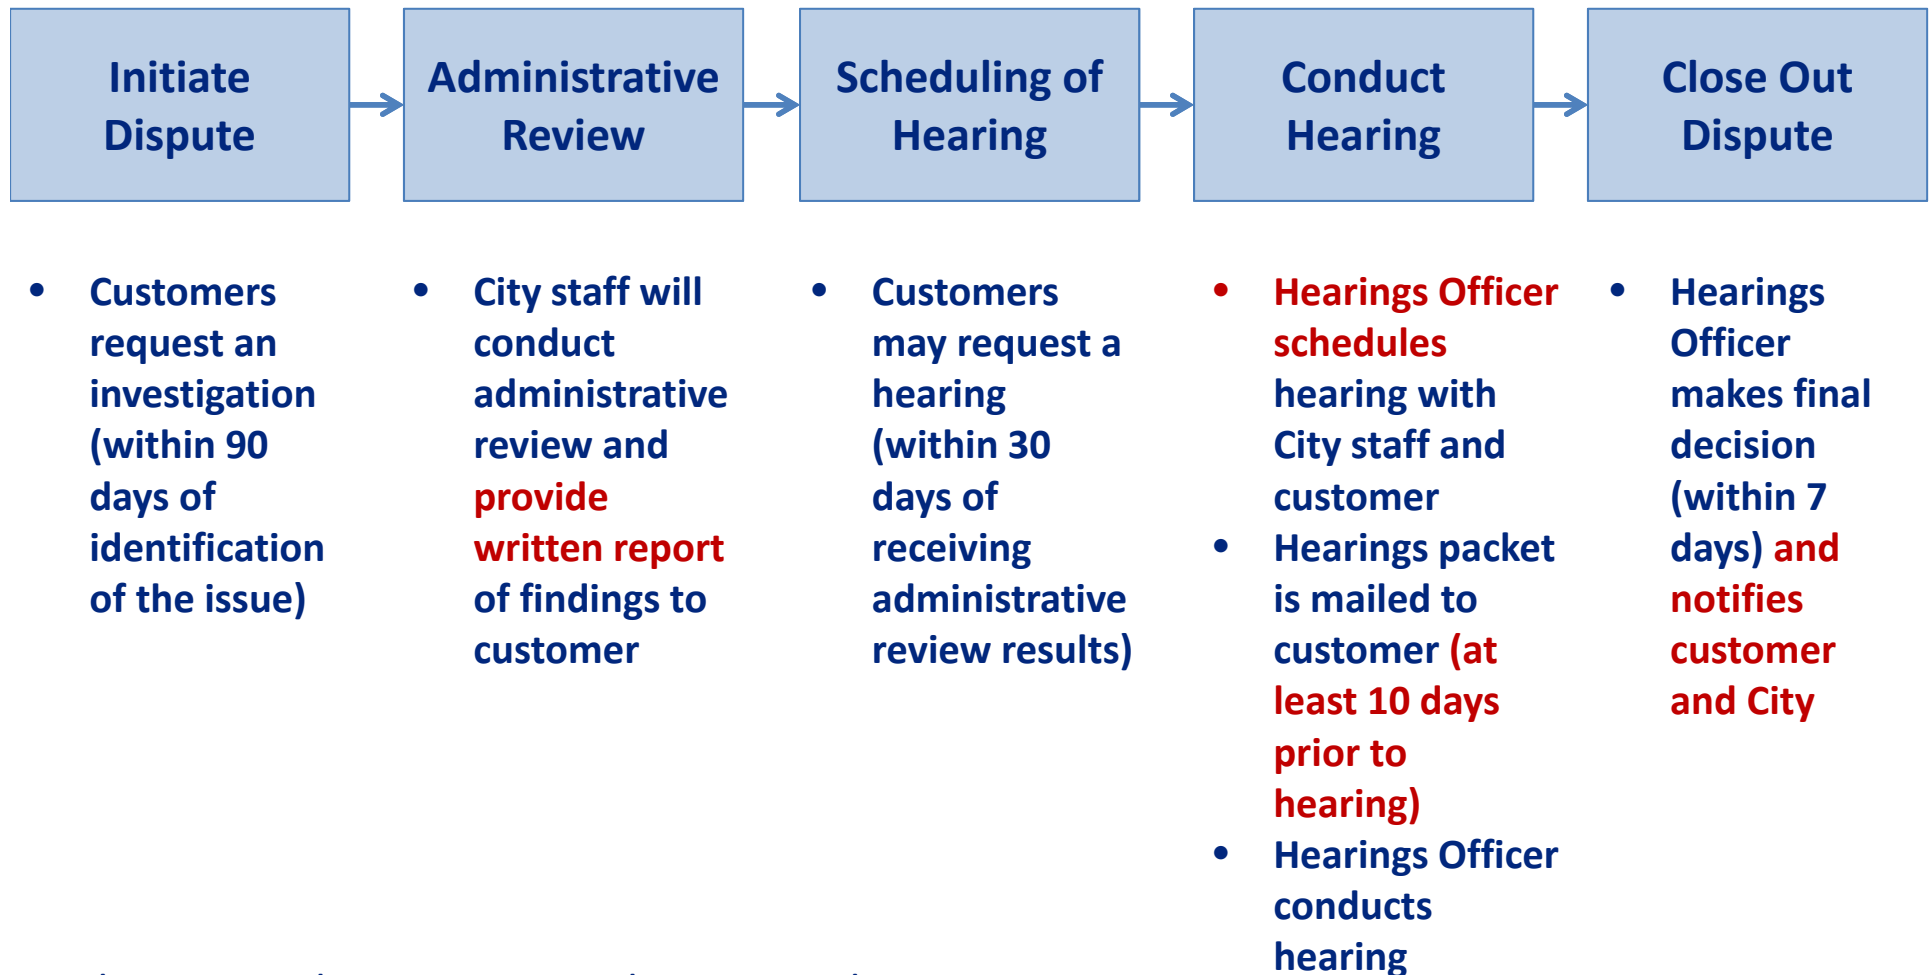 Initiate
Dispute
Administrative
Review
Scheduling of
Hearing
Conduct
Hearing
Close Out
Dispute
• Customers
request an
investigation
(within 90
days of
identification
of the issue)
• City staff will
conduct
administrative
review and
provide
written report
of findings to
customer
• Customers
may request a
hearing
(within 30
days of
receiving
administrative
review results)
• Hearings Officer
schedules
hearing with
City staff and
customer
• Hearings packet
is mailed to
customer (at
least 10 days
prior to
hearing)
• Hearings Officer
conducts
hearing
• Hearings
Officer
makes final
decision
(within 7
days) and
notifies
customer
and City